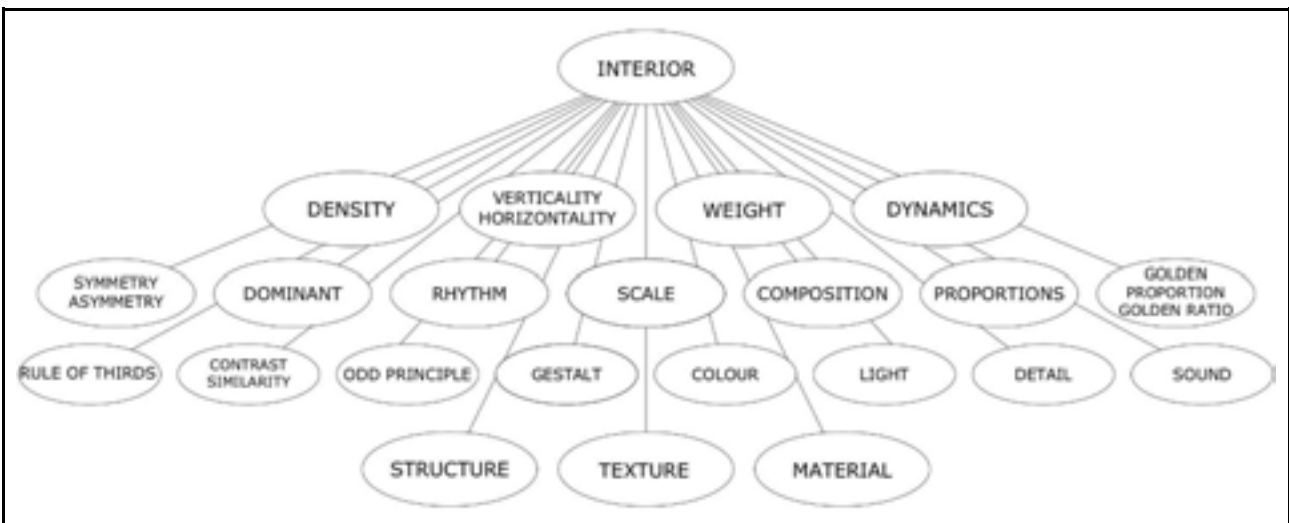 INTERIOR
DENSITY
VERTICALITY
HORIZONTALITY
WEIGHT
DYNAMICS
SYMMETRY
ASYMMETRY
DOMINANT
RHYTHM
SCALE
COMPOSITION
PROPORTIONS
GOLDEN
PROPORTION
GOLDEN RATIO
RULE OF THIRDS
CONTRAST
SIMILARITY
ODD PRINCIPLE
GESTALT
COLOUR
LIGHT
DETAIL
SOUND
STRUCTURE
TEXTURE
MATERIAL